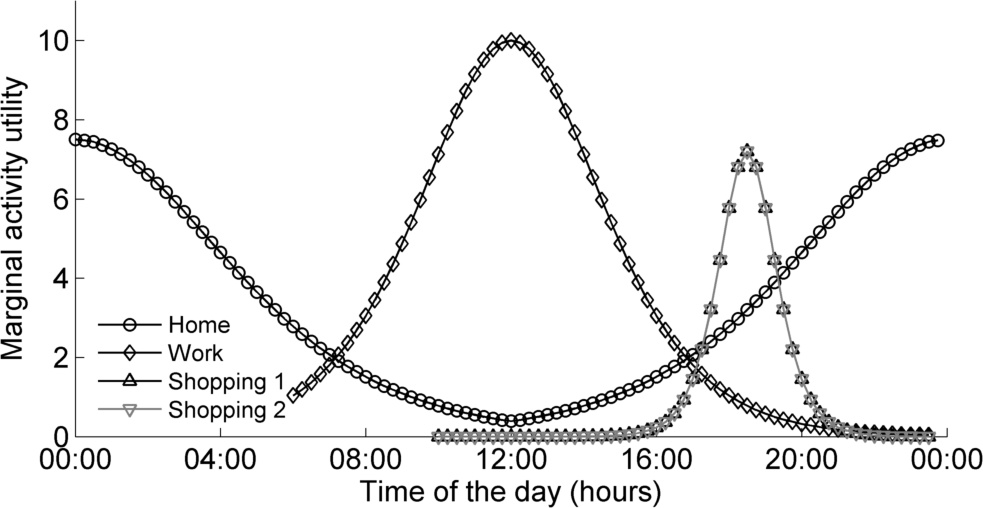 Marginal activity utility
10
8
6
4
2
0
Home
Work
Shopping 1
Shopping 2
00:00 04:00 08:00 12:00 16:00 20:00 00:00
Time of the day (hours)